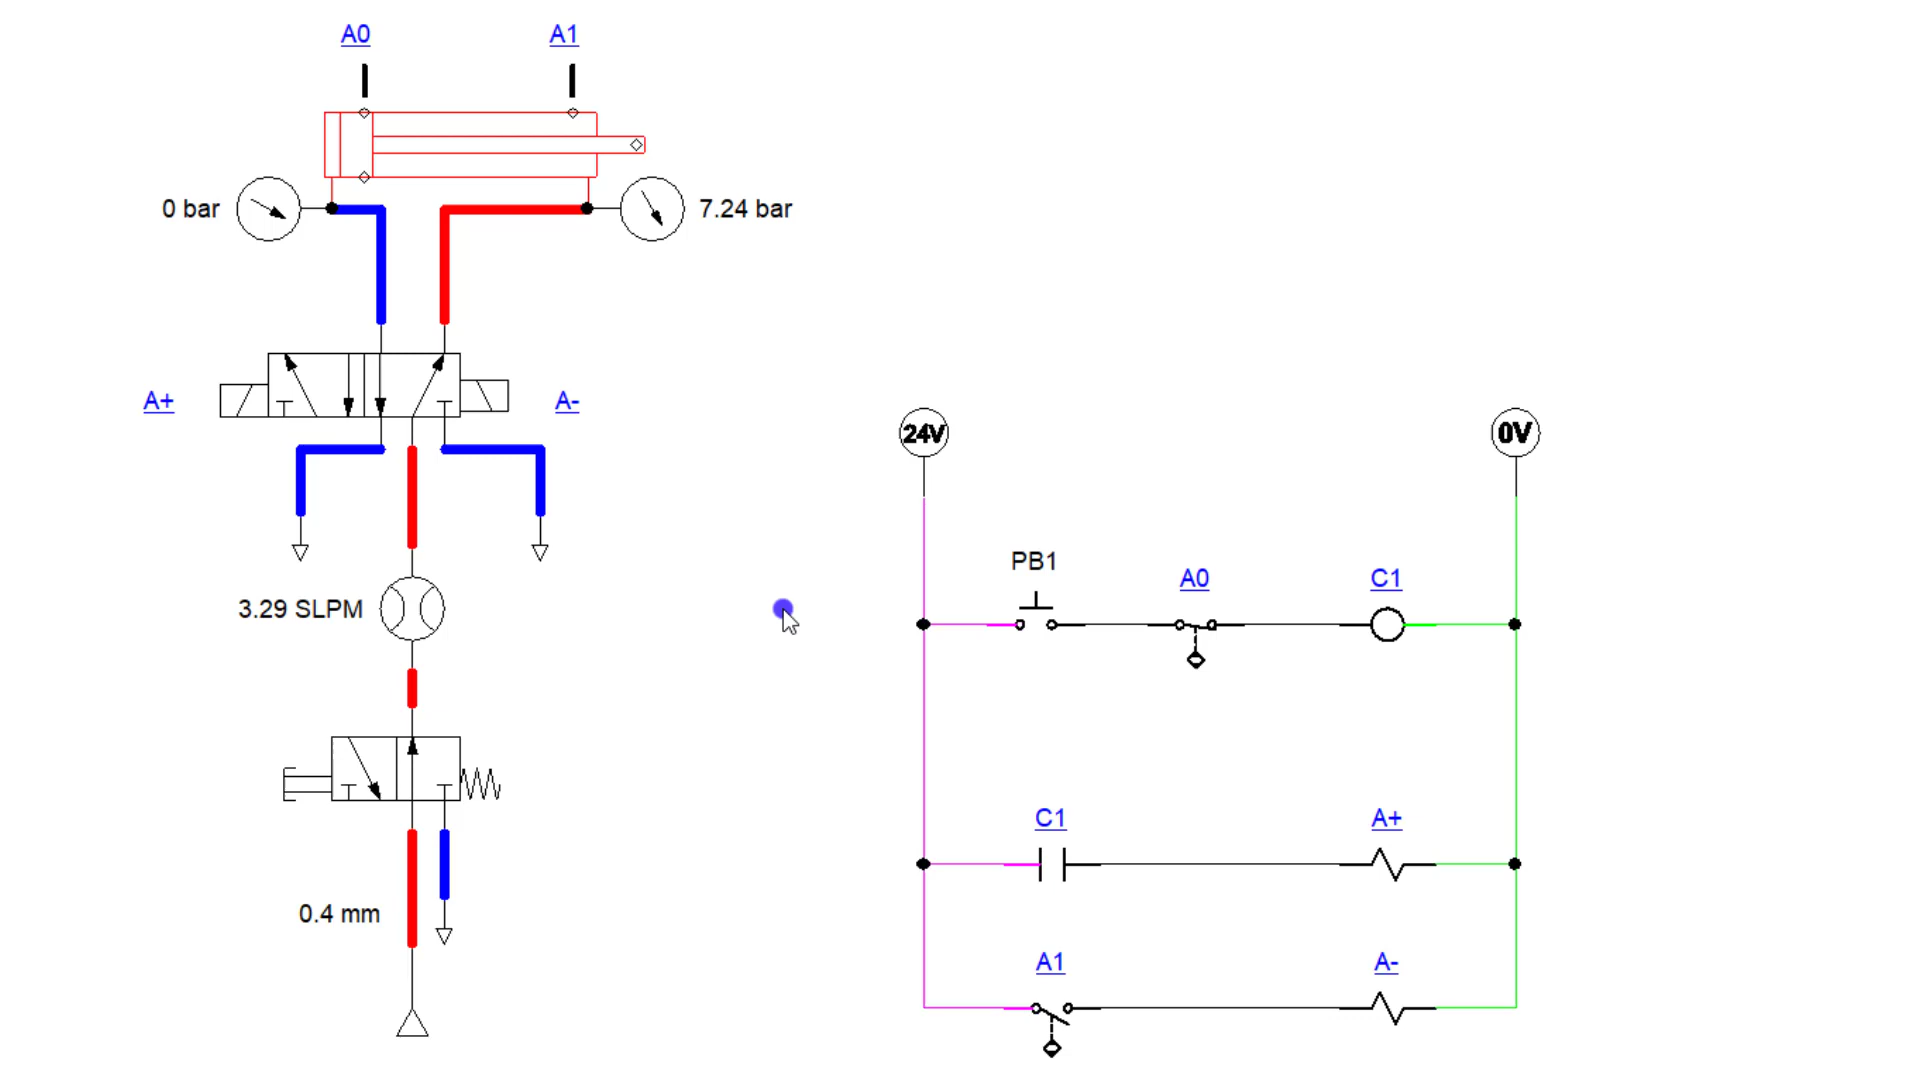 A0
A1
0 bar
7.24 bar
A+
A-
24V
0V
PB1
A0
C1
3.29 SLPM
C1
A+
0.4 mm
A1
A-